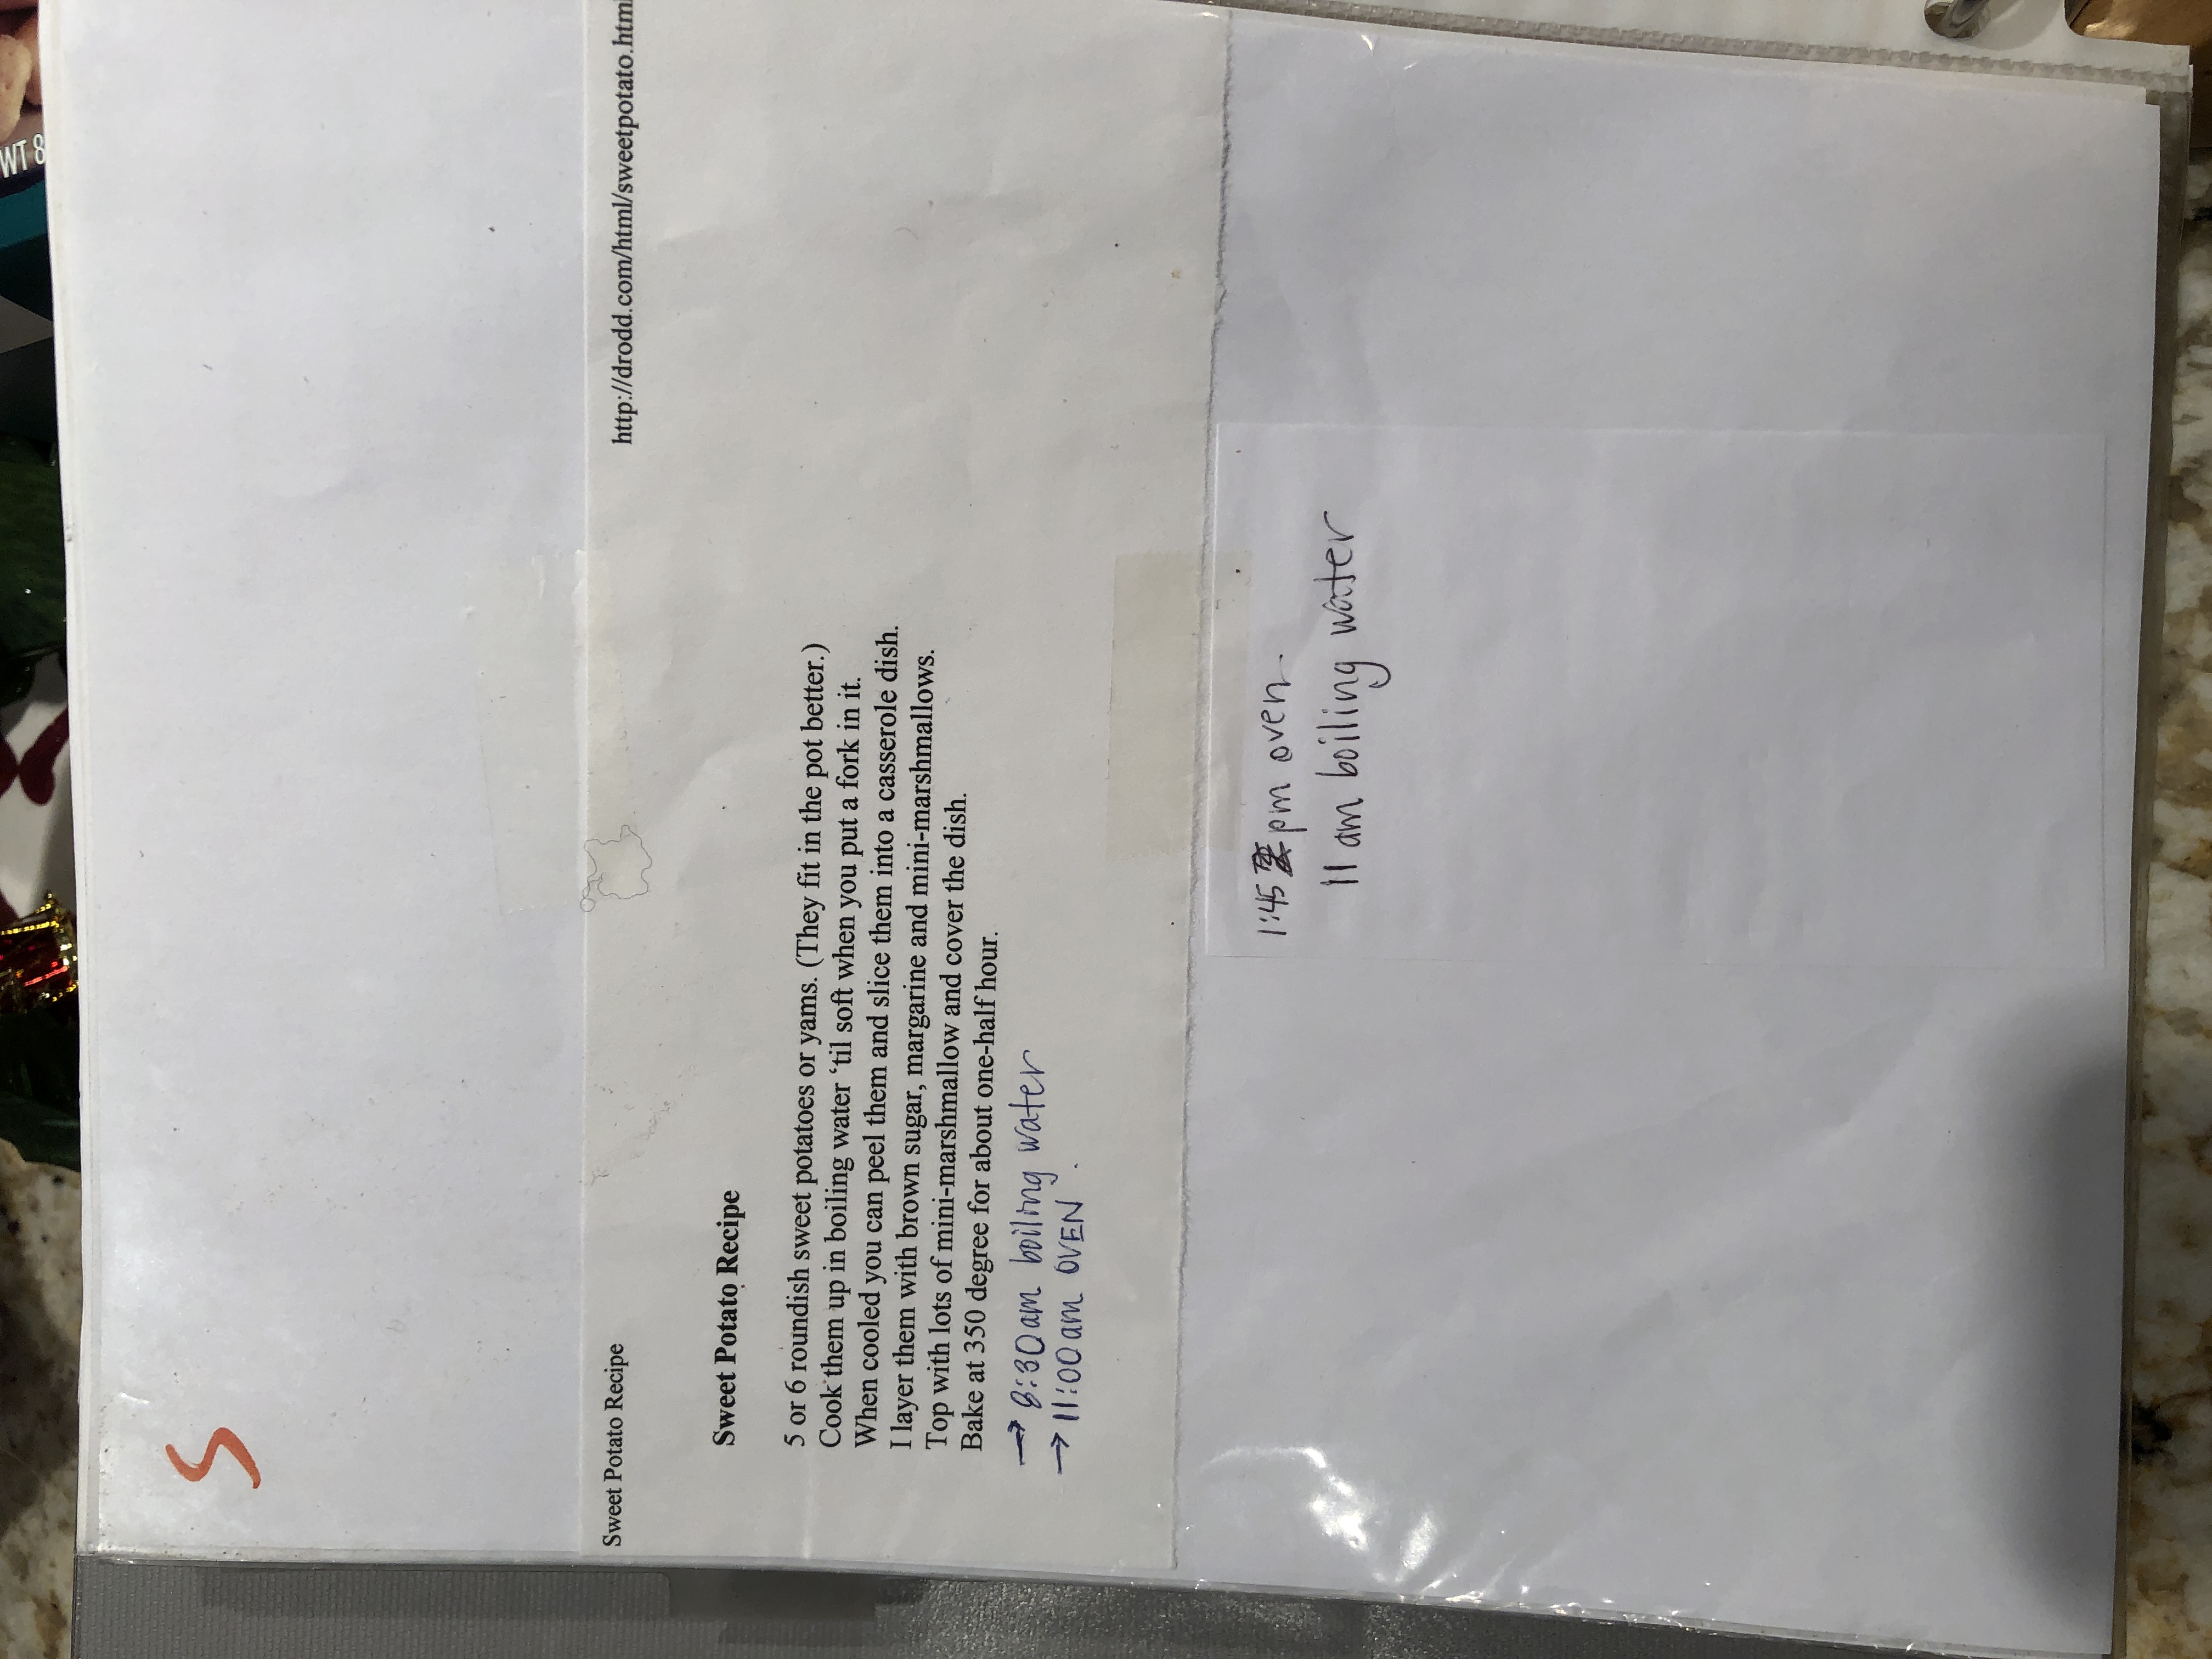 WT 8
S
Sweet Potato Recipe http://drodd.com/html/sweetpotato.html
Sweet Potato Recipe
5 or 6 roundish sweet potatoes or yams. (They fit in the pot better.)
Cook them up in boiling water ‘til soft when you put a fork in it.
When cooled you can peel them and slice them into a casserole dish.
I layer them with brown sugar, margarine and mini-marshmallows.
Top with lots of mini-marshmallow and cover the dish.
Bake at 350 degree for about one-half hour.
→ 8:30am boiling water
→ 11:00am OVEN.
1:45 pm oven
11 am boiling water